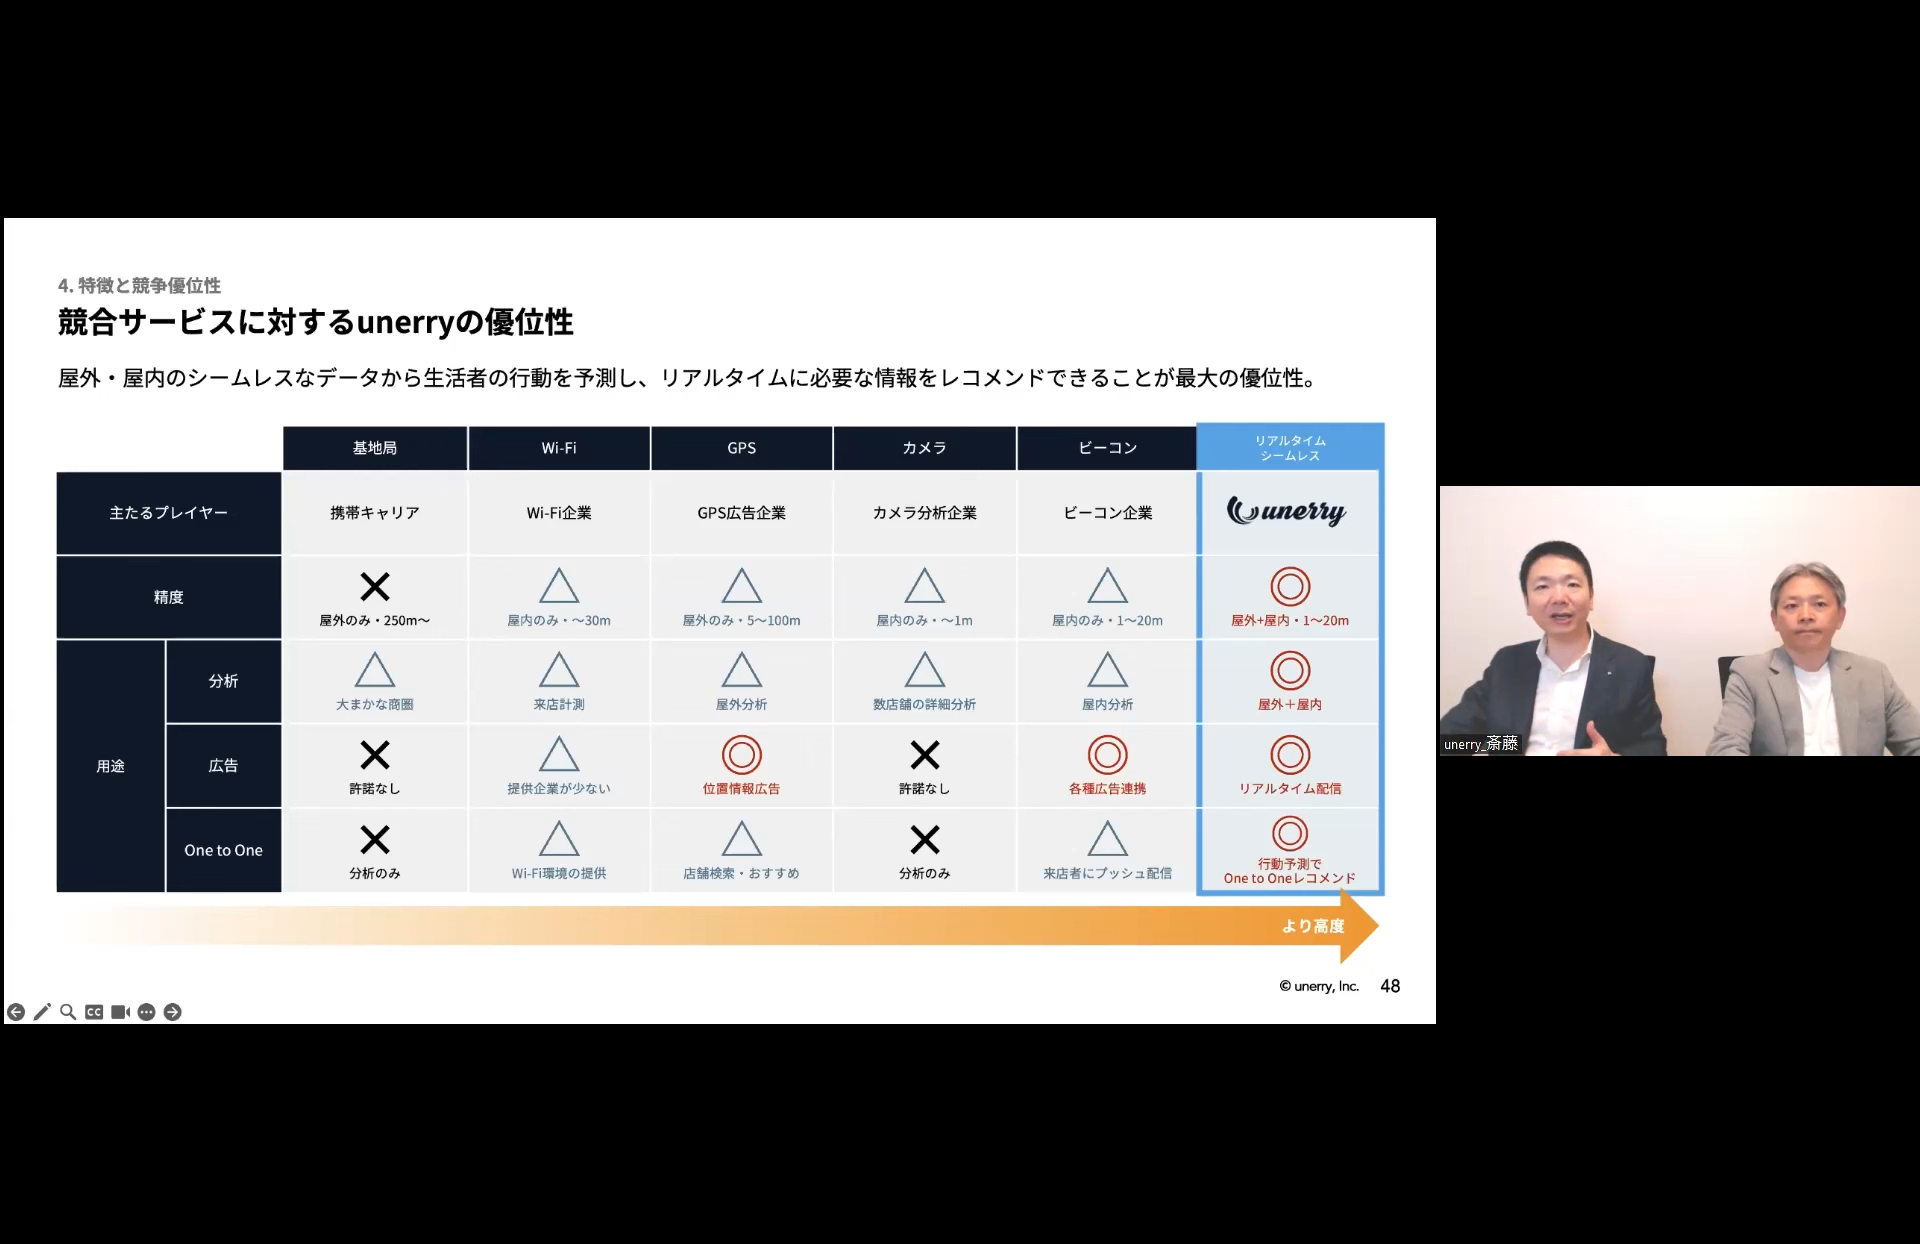 4. 特徴と競争優位性
競合サービスに対するunerryの優位性
屋外・屋内のシームレスなデータから生活者の行動を予測し、リアルタイムに必要な情報をレコメンドできることが最大の優位性。
基地局 Wi-Fi GPS カメラ ビーコン リアルタイム
シームレス
主たるプレイヤー 携帯キャリア Wi-Fi企業 GPS広告企業 カメラ分析企業 ビーコン企業 unerry
精度
屋外のみ・250m〜 屋内のみ・〜30m 屋外のみ・5〜100m 屋内のみ・〜1m 屋内のみ・1〜20m 屋外+屋内・1〜20m
用途
分析
大まかな商圏 来店計測 屋外分析 数店舗の詳細分析 屋内分析 屋外＋屋内
広告
許諾なし 提供企業が少ない 位置情報広告 許諾なし 各種広告連携 リアルタイム配信
One to One
分析のみ Wi-Fi環境の提供 店舗検索・おすすめ 分析のみ 来店者にプッシュ配信 行動予測で
One to Oneレコメンド
より高度
© unerry, Inc. 48
CC
unerry_斎藤